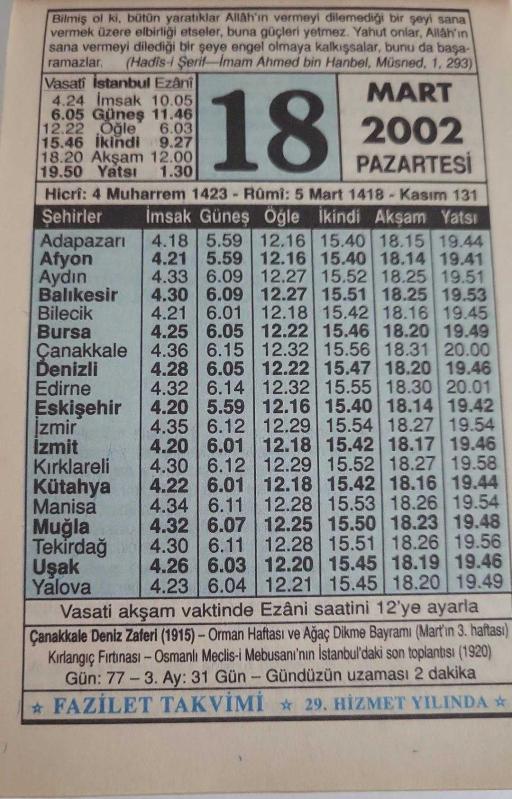 Bilmiş ol ki, bütün yaratıklar Allâh'ın vermeyi dilemediği bir şeyi sana
vermek üzere elbirliği etseler, buna güçleri yetmez. Yahut onlar, Allâh'ın
sana vermeyi dilediği bir şeye engel olmaya kalkışsalar, bunu da başa-
ramazlar. (Hadîs-i Şerif—İmam Ahmed bin Hanbel, Müsned, 1, 293)
Vasatî İstanbul Ezânî
4.24 İmsak 10.05
6.05 Güneş 11.46
12.22 Öğle 6.03
15.46 İkindi 9.27
18.20 Akşam 12.00
19.50 Yatsı 1.30
18
MART
2002
PAZARTESİ
Hicrî: 4 Muharrem 1423 - Rûmî: 5 Mart 1418 - Kasım 131
Şehirler İmsak Güneş Öğle İkindi Akşam Yatsı
Adapazarı 4.18 5.59 12.16 15.40 18.15 19.44
Afyon 4.21 5.59 12.16 15.40 18.14 19.41
Aydın 4.33 6.09 12.27 15.52 18.25 19.51
Balıkesir 4.30 6.09 12.27 15.51 18.25 19.53
Bilecik 4.21 6.01 12.18 15.42 18.16 19.45
Bursa 4.25 6.05 12.22 15.46 18.20 19.49
Çanakkale 4.36 6.15 12.32 15.56 18.31 20.00
Denizli 4.28 6.05 12.22 15.47 18.20 19.46
Edirne 4.32 6.14 12.32 15.55 18.30 20.01
Eskişehir 4.20 5.59 12.16 15.40 18.14 19.42
İzmir 4.35 6.12 12.29 15.54 18.27 19.54
İzmit 4.20 6.01 12.18 15.42 18.17 19.46
Kırklareli 4.30 6.12 12.29 15.52 18.27 19.58
Kütahya 4.22 6.01 12.18 15.42 18.16 19.44
Manisa 4.34 6.11 12.28 15.53 18.26 19.54
Muğla 4.32 6.07 12.25 15.50 18.23 19.48
Tekirdağ 4.30 6.11 12.28 15.51 18.26 19.56
Uşak 4.26 6.03 12.20 15.45 18.19 19.46
Yalova 4.23 6.04 12.21 15.45 18.20 19.49
Vasati akşam vaktinde Ezâni saatini 12'ye ayarla
Çanakkale Deniz Zaferi (1915) – Orman Haftası ve Ağaç Dikme Bayramı (Mart'ın 3. haftası)
Kırlangıç Fırtınası – Osmanlı Meclis-i Mebusanı'nın İstanbul'daki son toplantısı (1920)
Gün: 77 – 3. Ay: 31 Gün – Gündüzün uzaması 2 dakika
☆ FAZİLET TAKVİMİ ☆ 29. HİZMET YILINDA ☆